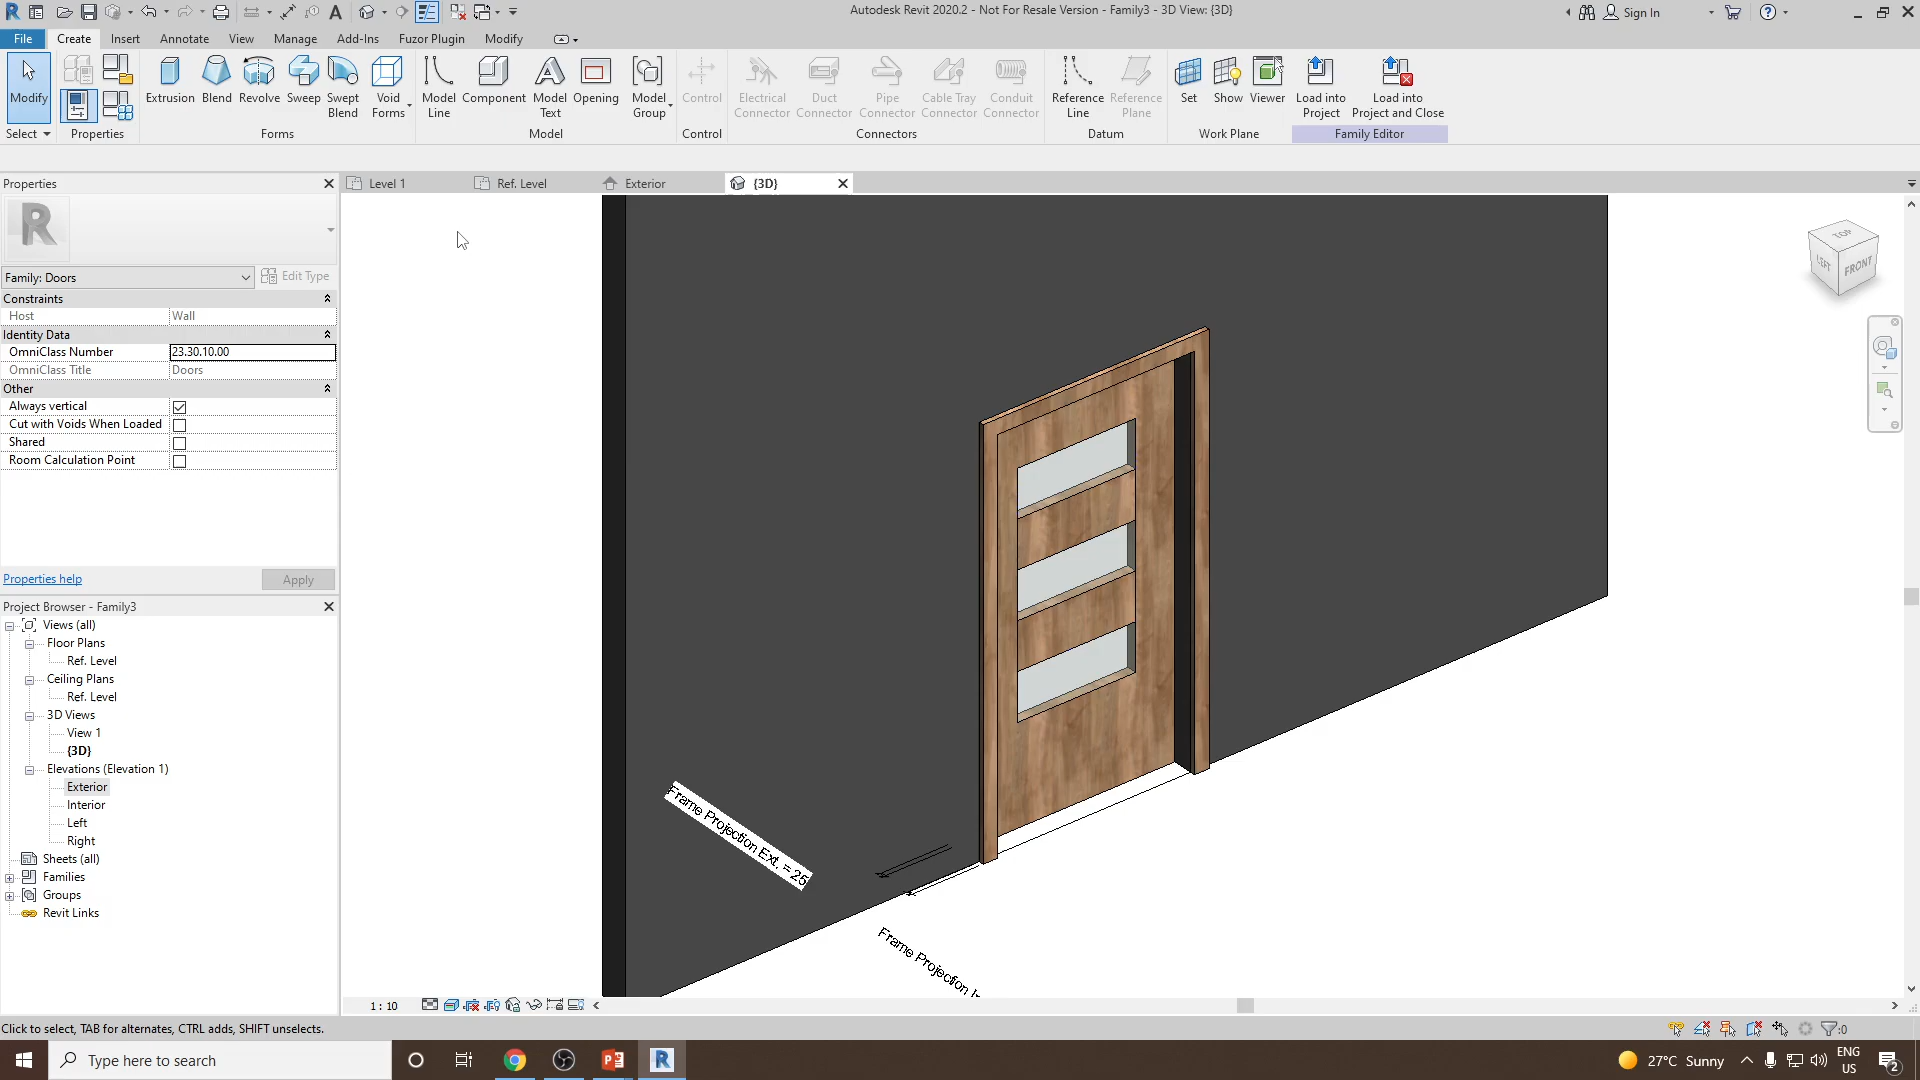 Autodesk Revit 2020.2 - Not For Resale Version - Family3 - 3D View: {3D}
Sign In
File Create Insert Annotate View Manage Add-Ins Fuzor Plugin Modify
Modify
Extrusion Blend Revolve Sweep Swept Blend Void Forms
Model Line Component Model Text Opening Model Group
Control
Electrical Connector Duct Connector Pipe Connector Cable Tray Connector Conduit Connector
Reference Line Reference Plane
Set Show Viewer
Load into Project Load into Project and Close
Select Properties Forms Model Control Connectors Datum Work Plane Family Editor
Properties
Level 1 Ref. Level Exterior {3D}
Family: Doors Edit Type
Constraints
Host Wall
Identity Data
OmniClass Number 23.30.10.00
OmniClass Title Doors
Other
Always vertical
Cut with Voids When Loaded
Shared
Room Calculation Point
Properties help Apply
Project Browser - Family3
Views (all)
Floor Plans
Ref. Level
Ceiling Plans
Ref. Level
3D Views
View 1
{3D}
Elevations (Elevation 1)
Exterior
Interior
Left
Right
Sheets (all)
Families
Groups
Revit Links
TOP
LEFT FRONT
Frame Projection Ext. = 25
Frame Projection I
1 : 10
Click to select, TAB for alternates, CTRL adds, SHIFT unselects.
:0
Type here to search
27°C Sunny
ENG
US
2